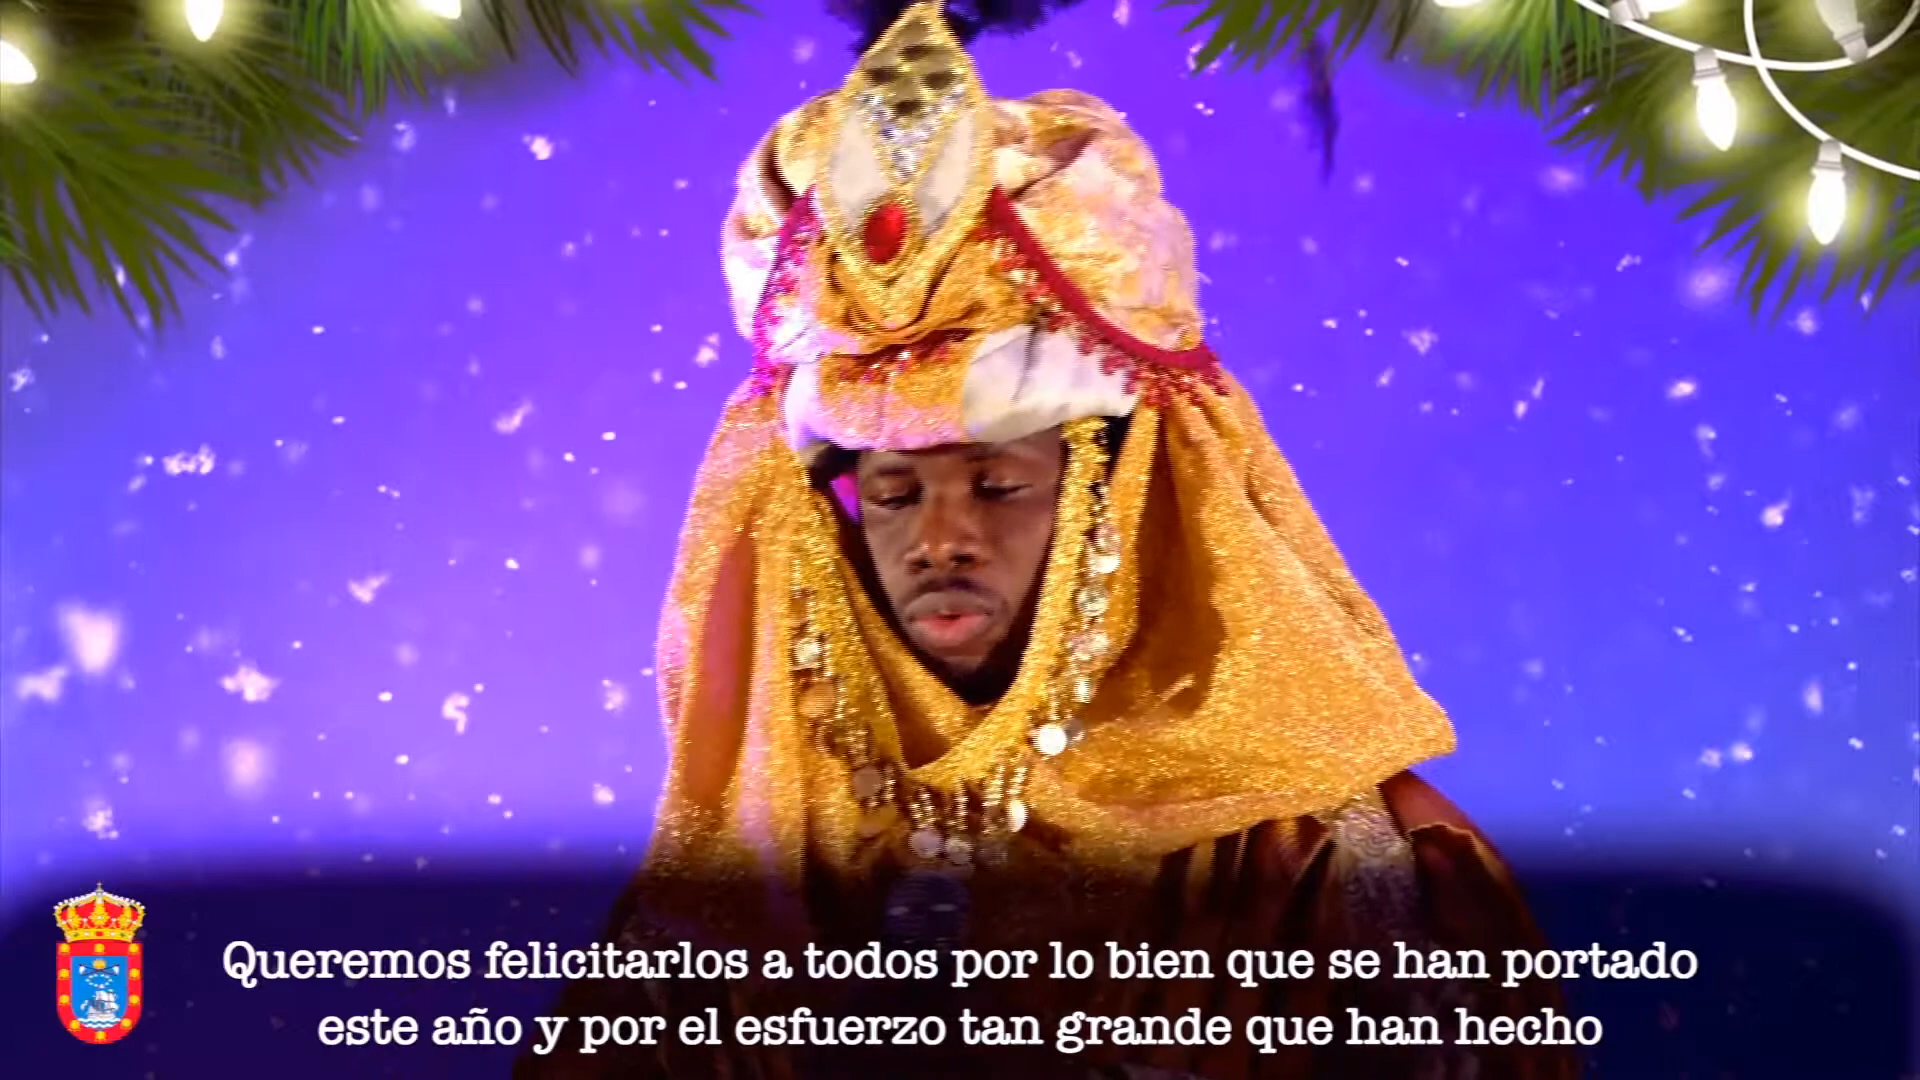 Queremos felicitarlos a todos por lo bien que se han portado
este año y por el esfuerzo tan grande que han hecho